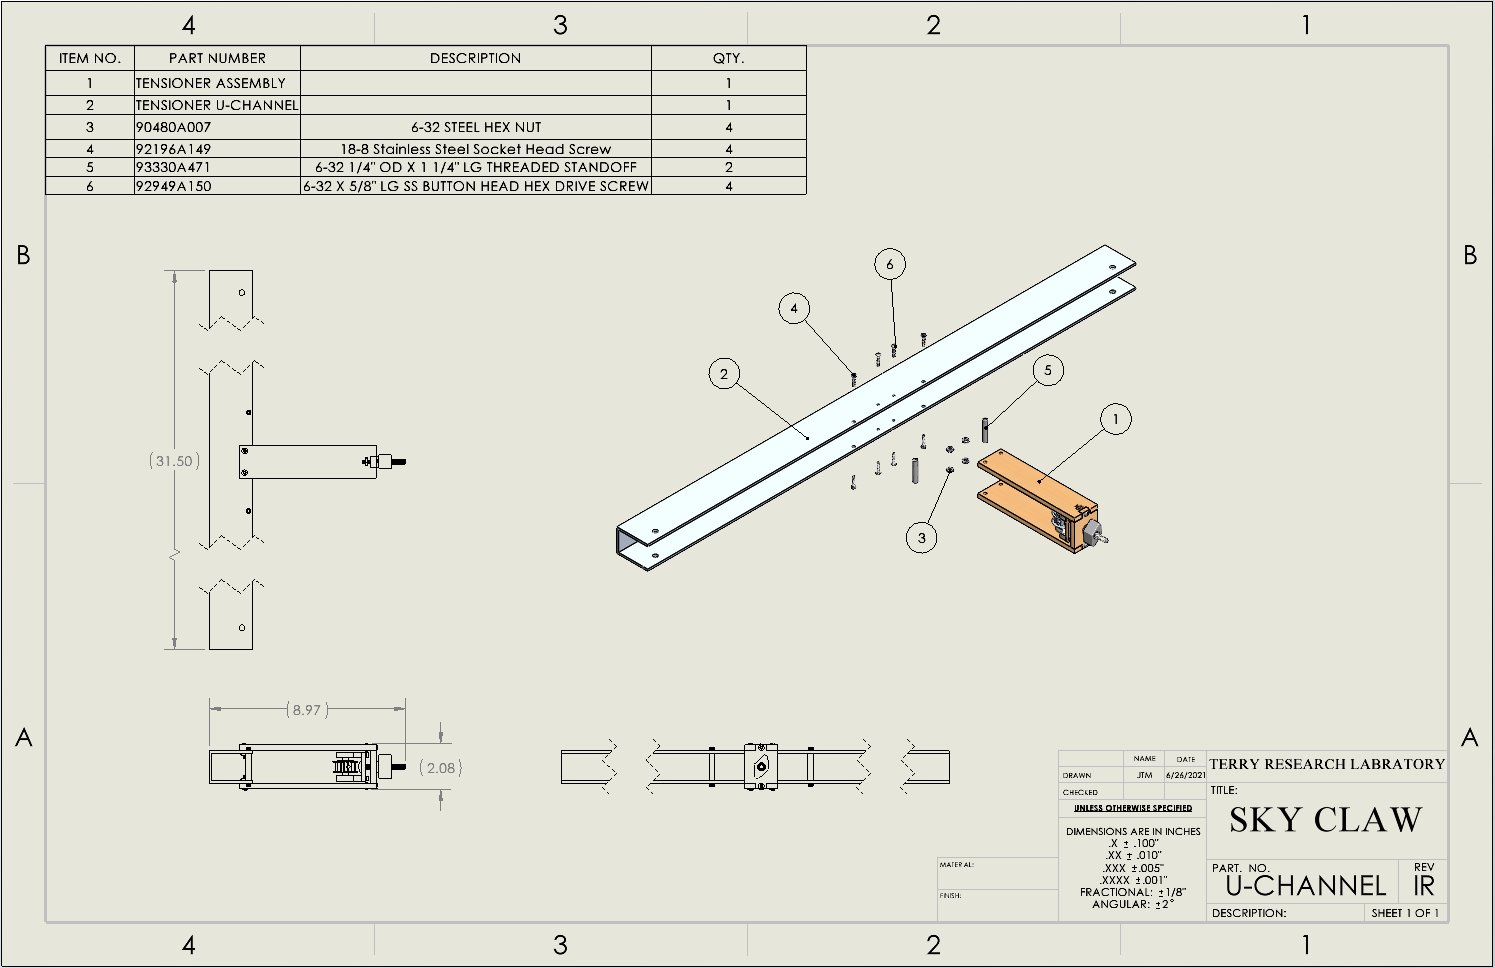 4 3 2 1
ITEM NO. PART NUMBER DESCRIPTION QTY.
1 TENSIONER ASSEMBLY 1
2 TENSIONER U-CHANNEL 1
3 90480A007 6-32 STEEL HEX NUT 4
4 92196A149 18-8 Stainless Steel Socket Head Screw 4
5 93330A471 6-32 1/4" OD X 1 1/4" LG THREADED STANDOFF 2
6 92949A150 6-32 X 5/8" LG SS BUTTON HEAD HEX DRIVE SCREW 4
B B
6
4
2
5
1
(31.50)
3
(8.97)
(2.08)
A A
NAME DATE
DRAWN JTM 6/26/2021
CHECKED
UNLESS OTHERWISE SPECIFIED
DIMENSIONS ARE IN INCHES
.X ± .100"
.XX ± .010"
.XXX ±.005"
.XXXX ±.001"
FRACTIONAL: ±1/8"
ANGULAR: ±2°
MATERIAL:
FINISH:
TERRY RESEARCH LABRATORY
TITLE:
SKY CLAW
PART. NO. REV
U-CHANNEL IR
DESCRIPTION: SHEET 1 OF 1
4 3 2 1